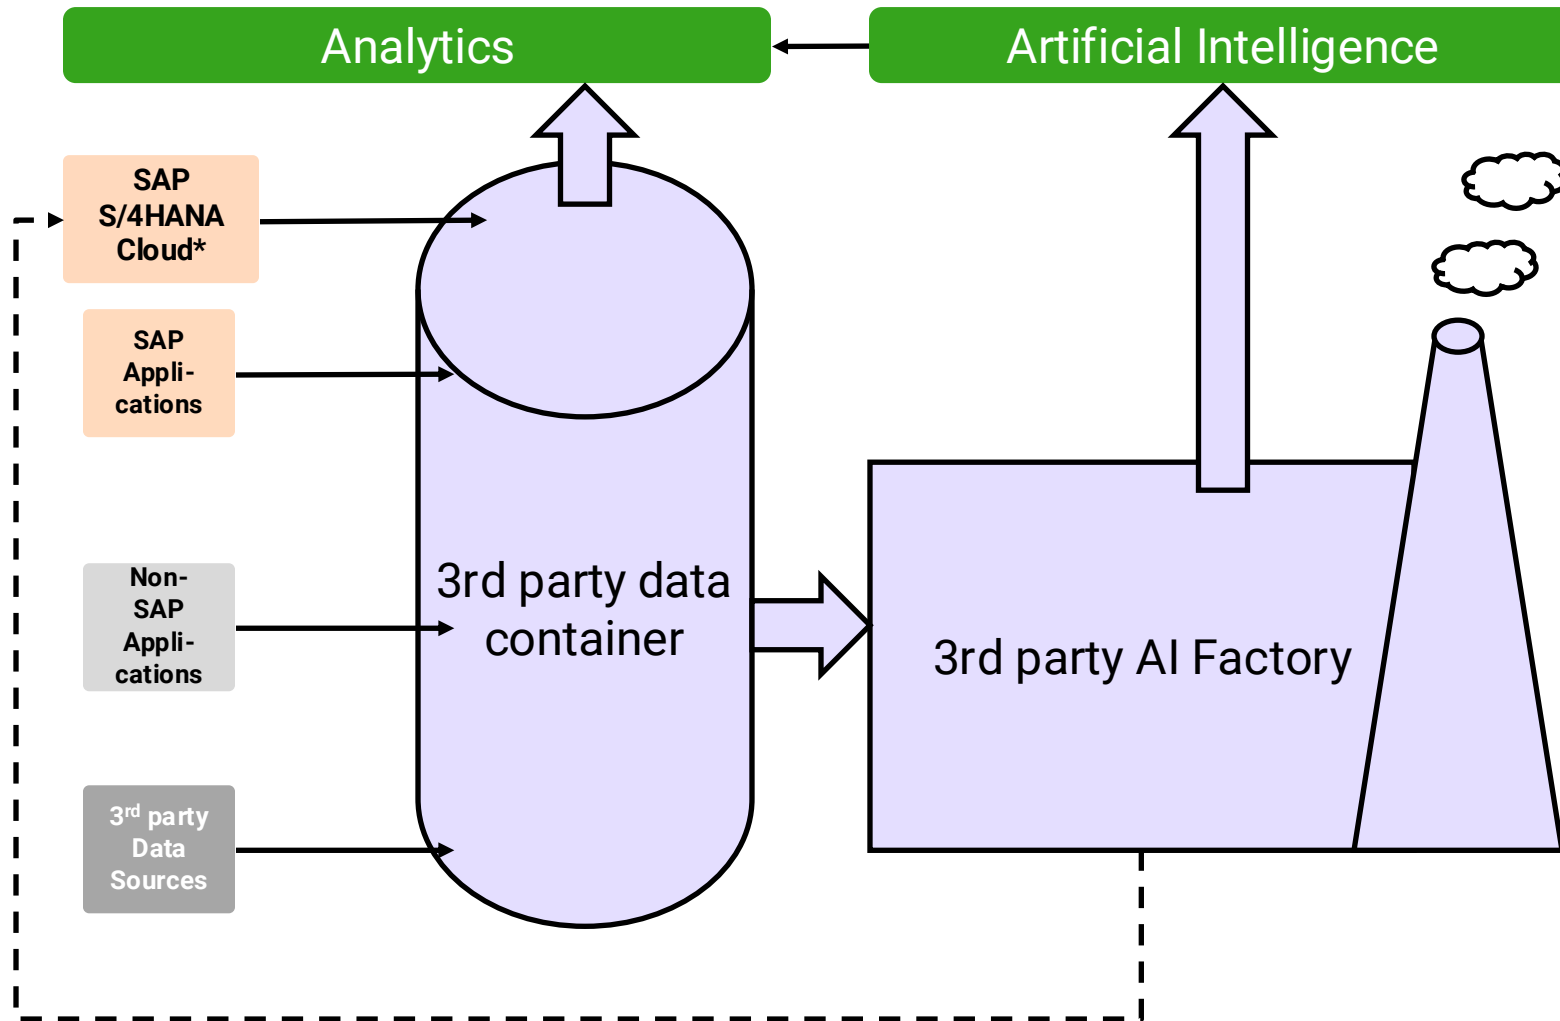 Analytics
Artificial Intelligence
SAP
S/4HANA
Cloud*
SAP
Appli-
cations
Non-
SAP
Appli-
cations
3rd party
Data
Sources
3rd party data
container
3rd party AI Factory